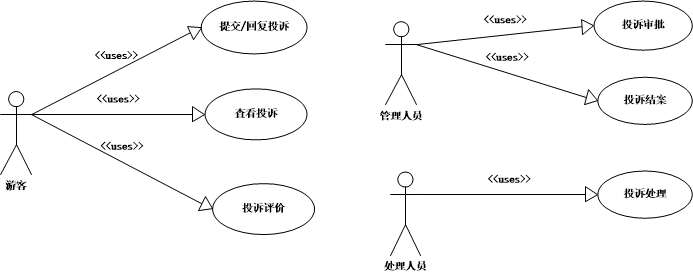 提交/回复投诉
<<uses>>
查看投诉
<<uses>>
投诉评价
<<uses>>
游客
投诉审批
<<uses>>
投诉结案
<<uses>>
管理人员
投诉处理
<<uses>>
处理人员